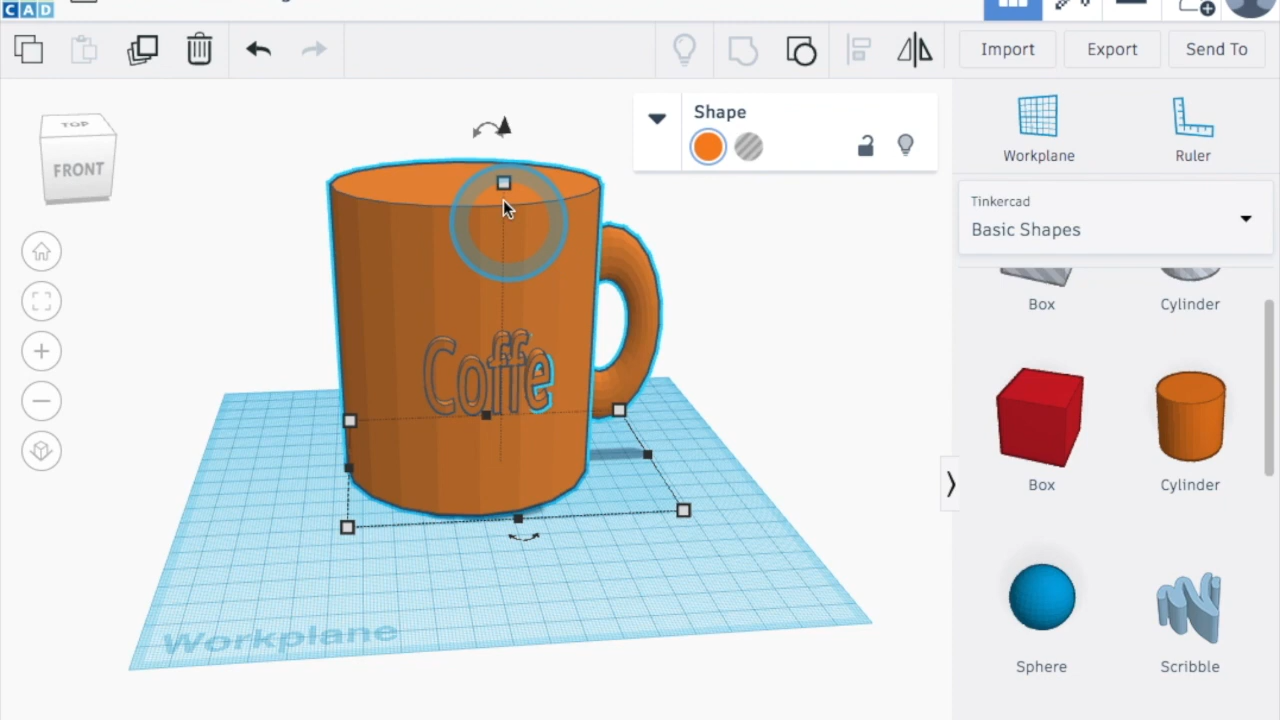 CAD
Import
Export
Send To
Shape
TOP
FRONT
Workplane
Ruler
Tinkercad
Basic Shapes
Box
Cylinder
Coffe
Box
Cylinder
Sphere
Scribble
Workplane